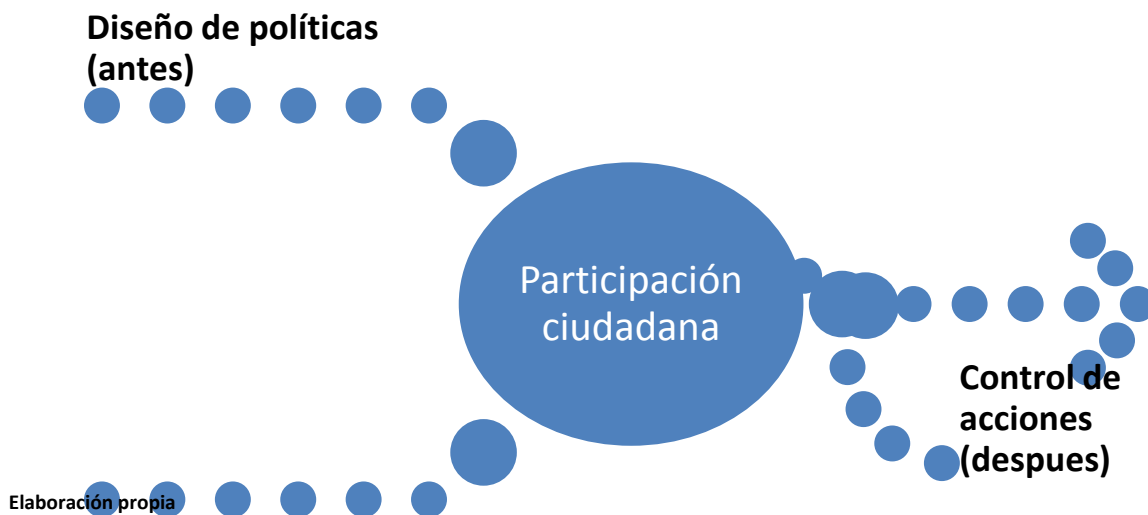 Diseño de políticas
(antes)
Participación
ciudadana
Control de
acciones
(despues)
Elaboración propia